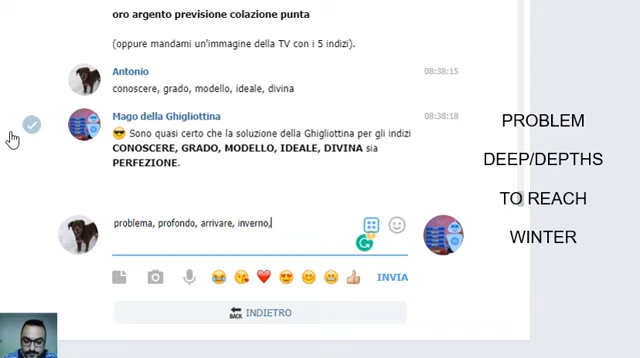 oro argento previsione colazione punta
(oppure mandami un'immagine della TV con i 5 indizi).
Antonio
08:38:15
conoscere, grado, modello, ideale, divina
Mago della Ghigliottina
08:38:18
😎 Sono quasi certo che la soluzione della Ghigliottina per gli indizi
CONOSCERE, GRADO, MODELLO, IDEALE, DIVINA sia
PERFEZIONE.
PROBLEM
DEEP/DEPTHS
TO REACH
WINTER
problema, profondo, arrivare, inverno,
INVIA
BACK INDIETRO